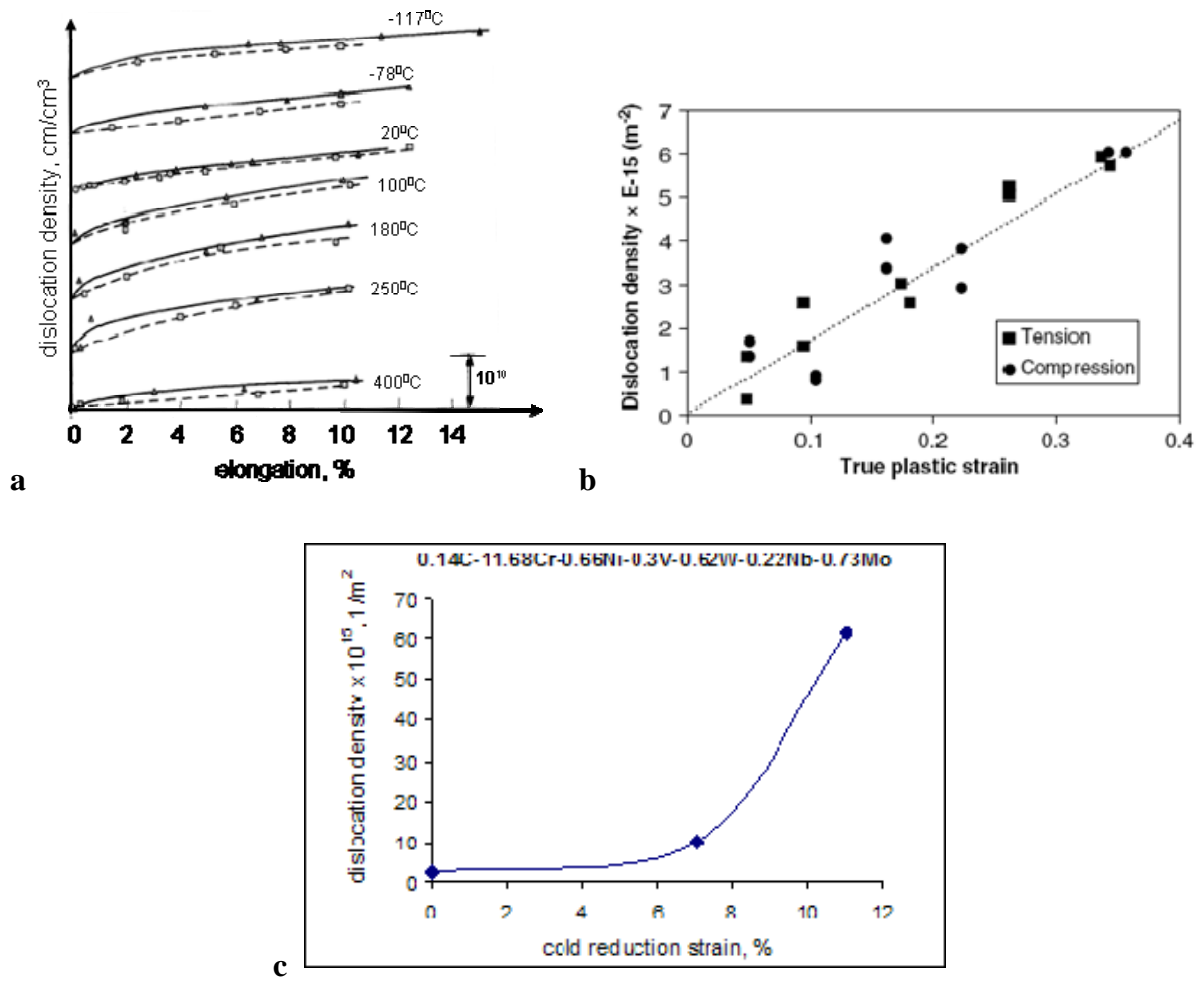 -117⁰C
-78⁰C
20⁰C
100⁰C
180⁰C
250⁰C
400⁰C
10¹⁰
dislocation density, cm/cm³
0 2 4 6 8 10 12 14
elongation, %
a
7
6
5
4
3
2
1
0
Dislocation density × E-15 (m⁻²)
Tension
Compression
0 0.1 0.2 0.3 0.4
True plastic strain
b
0.14C-11.68Cr-0.66Ni-0.3V-0.62W-0.22Nb-0.73Mo
70
60
50
40
30
20
10
0
dislocation density x 10¹⁵, 1/m²
0 2 4 6 8 10 12
cold reduction strain, %
c